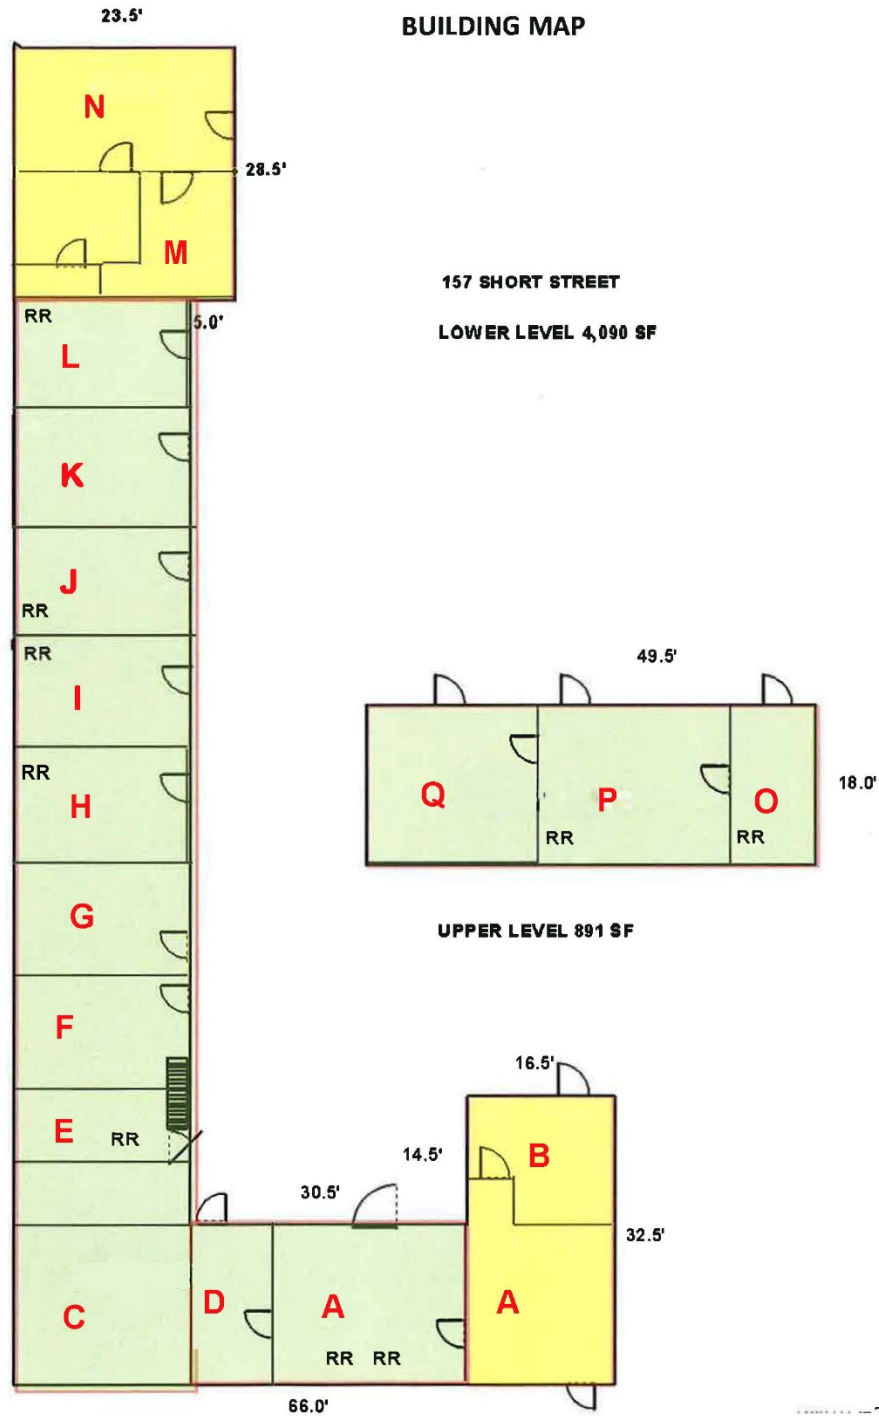 23.5'
BUILDING MAP
N
28.5'
M
157 SHORT STREET
RR
5.0'
LOWER LEVEL 4,090 SF
L
K
J
RR
RR
49.5'
I
RR
18.0'
H
Q
P
O
RR
RR
G
UPPER LEVEL 891 SF
F
16.5'
E
RR
B
14.5'
30.5'
32.5'
C
D
A
A
RR
RR
66.0'